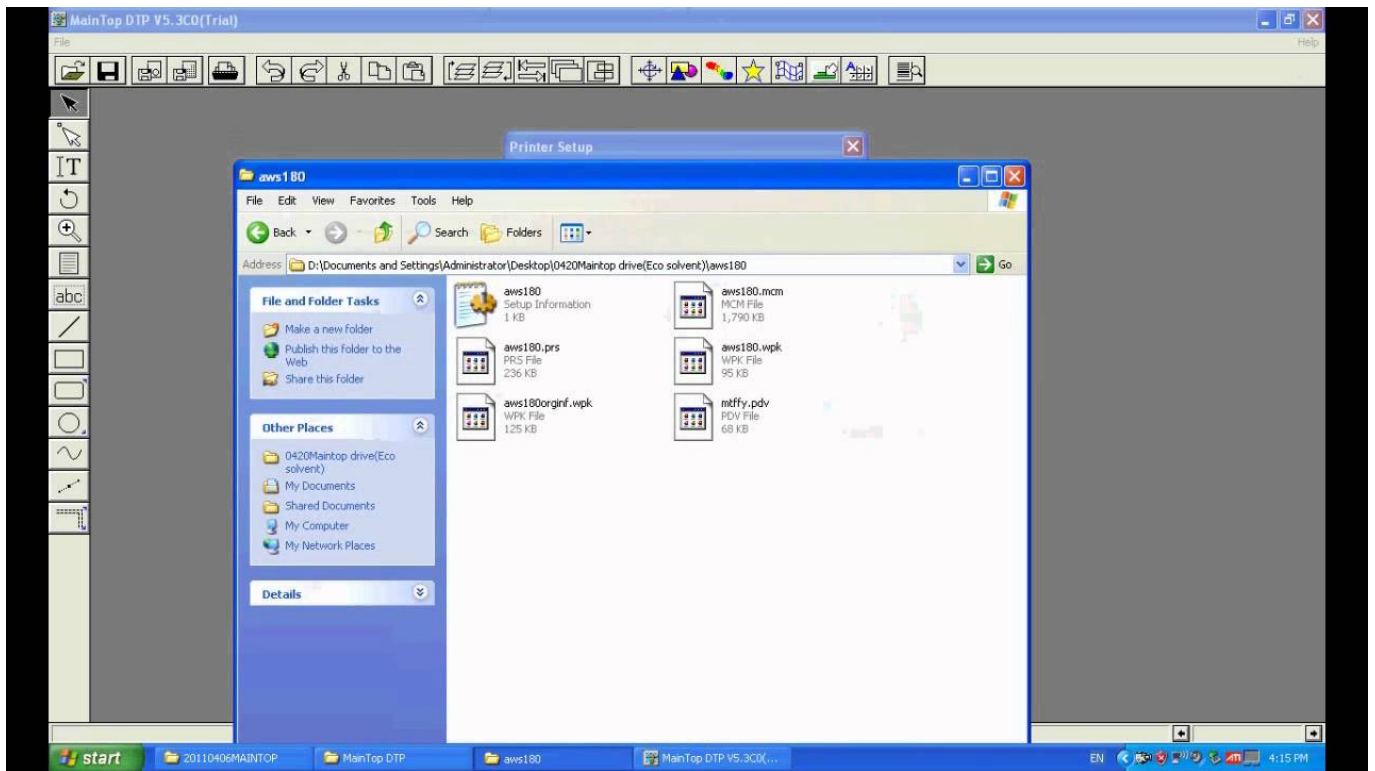 MainTop DTP V5.3C0(Trial)
File
Help
T
abc
Printer Setup
aws180
File Edit View Favorites Tools Help
Back Search Folders
Address D:\Documents and Settings\Administrator\Desktop\0420Maintop drive(Eco solvent)\aws180 Go
File and Folder Tasks
Make a new folder
Publish this folder to the
Web
Share this folder
Other Places
0420Maintop drive(Eco
solvent)
My Documents
Shared Documents
My Computer
My Network Places
Details
aws180
Setup Information
1 KB
aws180.mcm
MCM File
1,790 KB
aws180.prs
PRS File
236 KB
aws180.wpk
WPK File
95 KB
aws180orginf.wpk
WPK File
125 KB
mtffy.pdv
PDV File
68 KB
start 20110406MAINTOP MainTop DTP aws180 MainTop DTP V5.3C0(... EN 4:15 PM